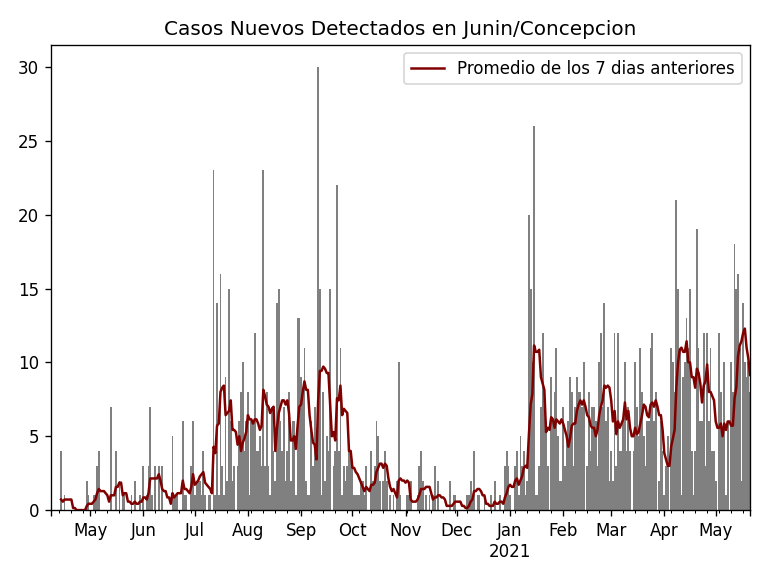 Casos Nuevos Detectados en Junin/Concepcion
Promedio de los 7 dias anteriores
30
25
20
15
10
5
0
May Jun Jul Aug Sep Oct Nov Dec Jan Feb Mar Apr May
2021